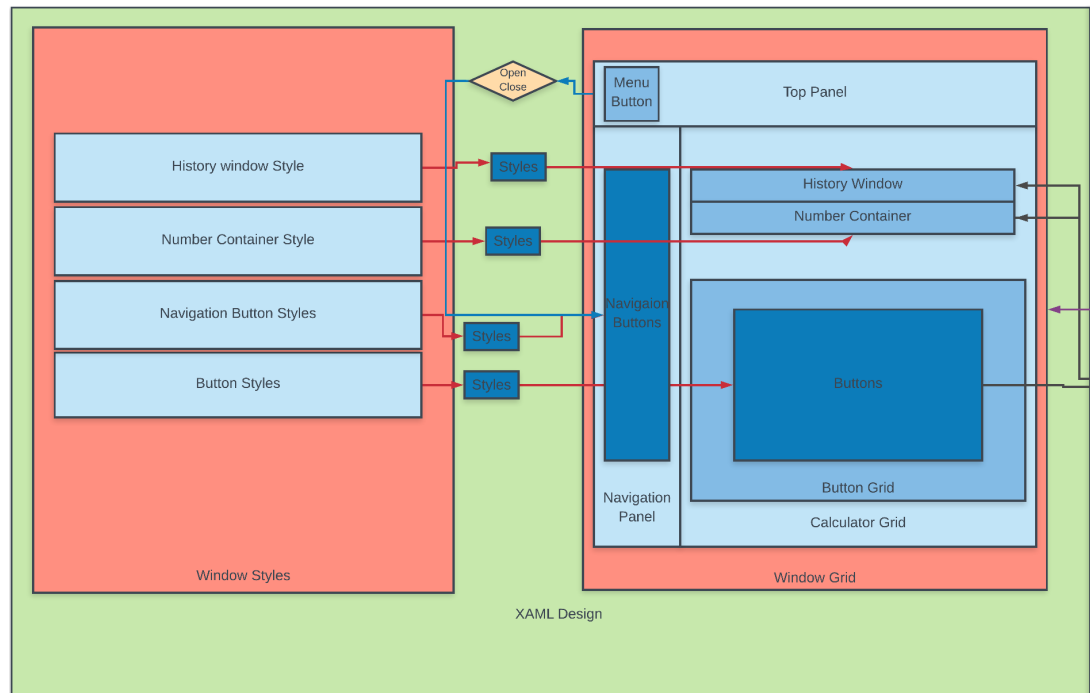 Open
Close
Menu
Button
Top Panel
History window Style
Styles
History Window
Number Container
Number Container Style
Styles
Navigation Button Styles
Navigaion
Buttons
Styles
Button Styles
Styles
Buttons
Button Grid
Navigation
Panel
Calculator Grid
Window Styles
Window Grid
XAML Design